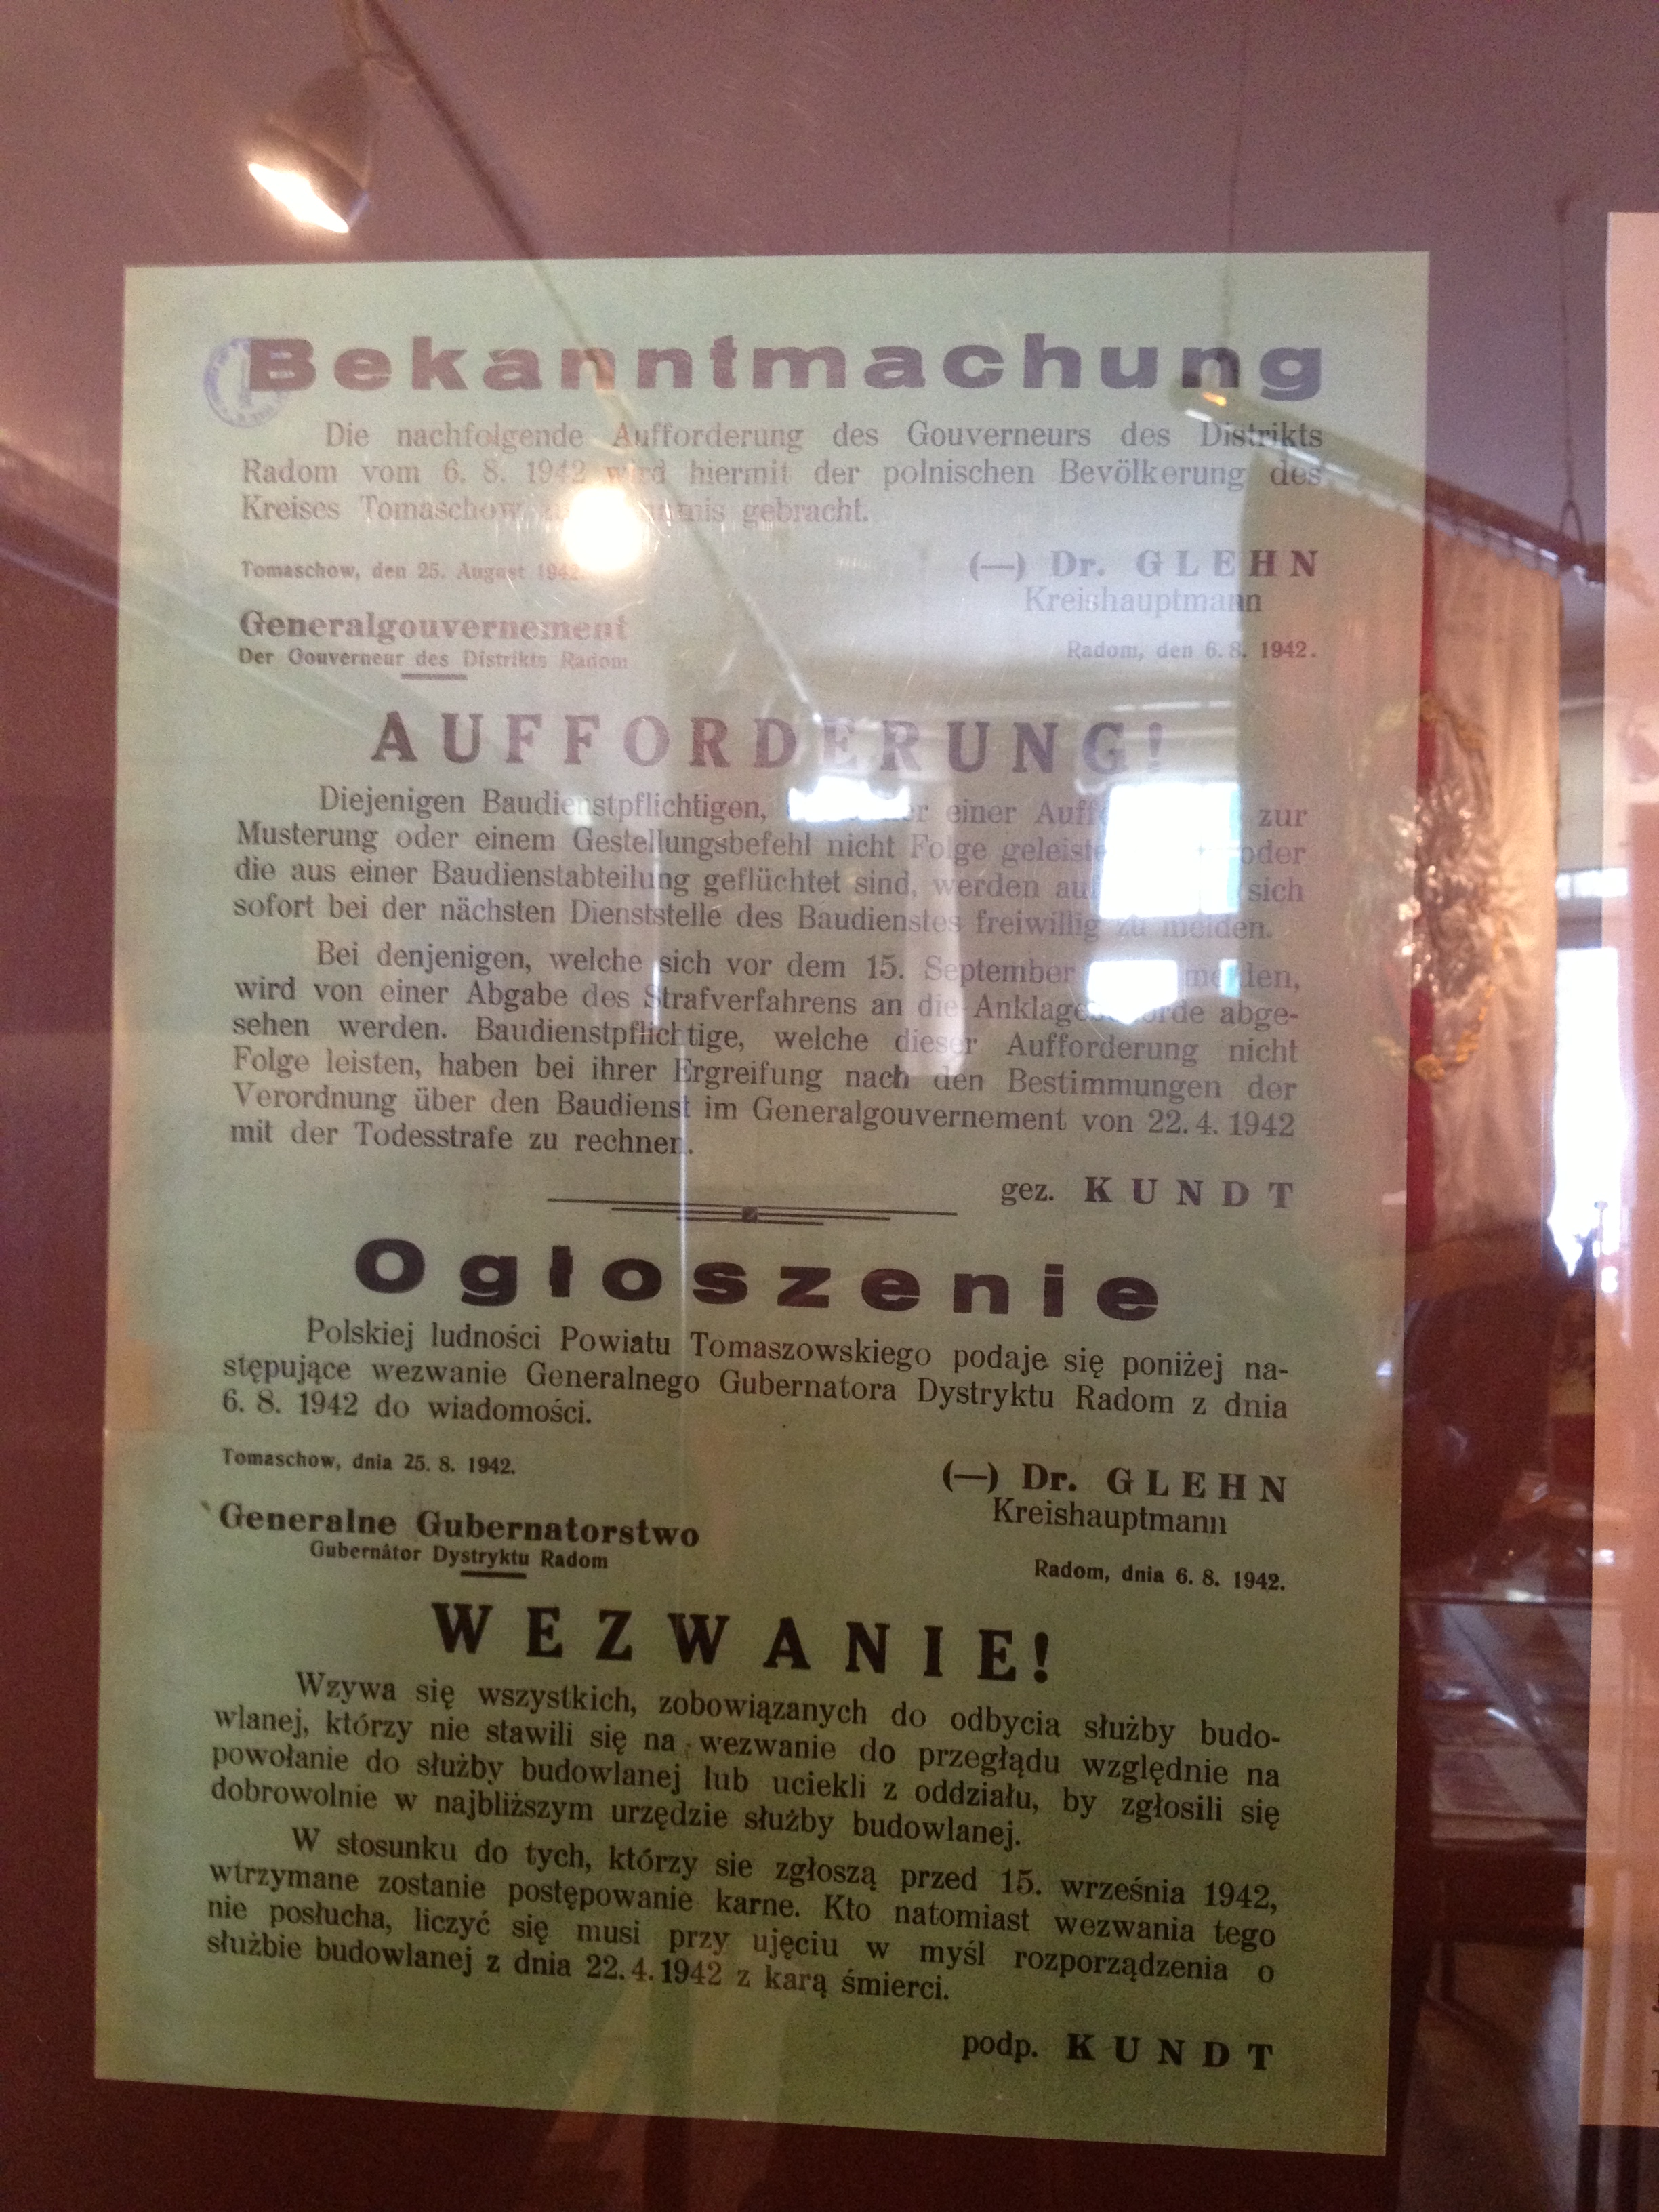 Bekanntmachung
Die nachfolgende Aufforderung des Gouverneurs des Distrikts
Radom vom 6. 8. 1942 wird hiermit der polnischen Bevölkerung des
Kreises Tomaschow gebracht.
Tomaschow, den 25. August 1942
(—) Dr. GLEHN
Kreishauptmann
Generalgouvernement
Der Gouverneur des Distrikts Radom
Radom, den 6. 8. 1942.
AUFFORDERUNG!
Diejenigen Baudienstpflichtigen, einer zur
Musterung oder einem Gestellungsbefehl nicht Folge oder
die aus einer Baudienstabteilung geflüchtet sind, werden sich
sofort bei der nächsten Dienststelle des Baudienstes freiwillig zu melden.
Bei denjenigen, welche sich vor dem 15. September melden,
wird von einer Abgabe des Strafverfahrens an die Anklagebehörde abge-
sehen werden. Baudienstpflichtige, welche dieser Aufforderung nicht
Folge leisten, haben bei ihrer Ergreifung nach den Bestimmungen der
Verordnung über den Baudienst im Generalgouvernement von 22. 4. 1942
mit der Todesstrafe zu rechnen.
gez. KUNDT
Ogłoszenie
Polskiej ludności Powiatu Tomaszowskiego podaje się poniżej na-
stępujące wezwanie Generalnego Gubernatora Dystryktu Radom z dnia
6. 8. 1942 do wiadomości.
Tomaschow, dnia 25. 8. 1942.
(—) Dr. GLEHN
Kreishauptmann
Generalne Gubernatorstwo
Gubernator Dystryktu Radom
Radom, dnia 6. 8. 1942.
WEZWANIE!
Wzywa się wszystkich, zobowiązanych do odbycia służby budo-
wlanej, którzy nie stawili się na wezwanie do przegłądu względnie na
powołanie do służby budowlanej lub uciekli z oddziału, by zgłosili się
dobrowolnie w najbliższym urzędzie służby budowlanej.
W stosunku do tych, którzy sie zgłoszą przed 15. września 1942,
wtrzymane zostanie postępowanie karne. Kto natomiast wezwania tego
nie posłucha, liczyć się musi przy ujęciu w myśl rozporządzenia o
służbie budowlanej z dnia 22. 4. 1942 z karą śmierci.
podp. KUNDT